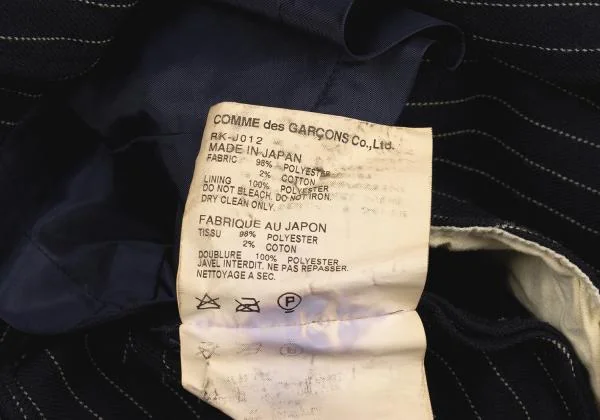 COMME des GARÇONS Co.,Ltd.
RK-J012
MADE IN JAPAN
FABRIC 98% POLYESTER
2% COTTON
LINING 100% POLYESTER
DO NOT BLEACH. DO NOT IRON.
DRY CLEAN ONLY.
FABRIQUE AU JAPON
TISSU 98% POLYESTER
2% COTON
DOUBLURE 100% POLYESTER
JAVEL INTERDIT. NE PAS REPASSER.
NETTOYAGE A SEC.
P